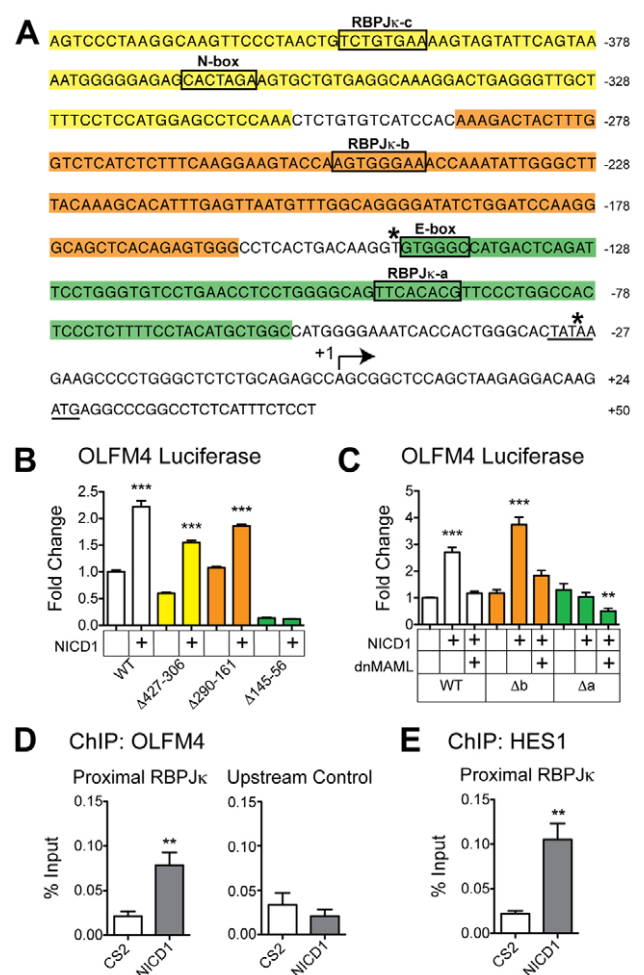 A
RBPJκ-c
AGTCCCTAAGGCAAGTTCCCTAACTGTCTGTGAAAAGTAGTATTCAGTAA -378
N-box
AATGGGGGAGAGCACTAGAAGTGCTGTGAGGCAAAGGACTGAGGGTTGCT -328
TTTCCTCCATGGAGCCTCCAAACTCTGTGTCATCCACAAAGACTACTTTG -278
RBPJκ-b
GTCTCATCTCTTTCAAGGAAGTACCAAGTGGGAAACCAAATATTGGGCTT -228
TACAAAGCACATTTGAGTTAATGTTTGGCAGGGGATATCTGGATCCAAGG -178
* E-box
GCAGCTCACAGAGTGGGCCTCACTGACAAGGTGTGGGCCATGACTCAGAT -128
RBPJκ-a
TCCTGGGTGTCCTGAACCTCCTGGGGCAGTTCACACGTTCCCTGGCCAC -78
*
TCCCTCTTTTCCTACATGCTGGCCATGGGGAAATCACCACTGGGCACTATAA -27
+1
GAAGCCCCTGGGCTCTCTGCAGAGCCAGCGGCTCCAGCTAAGAGGACAAG +24
ATGAGGCCCGGCCTCTCATTTCTCCT +50
B OLFM4 Luciferase
Fold Change
2.5
2.0
1.5
1.0
0.5
0.0
*** *** ***
NICD1 + + + +
WT Δ427-306 Δ290-161 Δ145-56
C OLFM4 Luciferase
Fold Change
6
5
4
2
1
0
*** *** **
NICD1 + + + + + +
dnMAML + + +
WT Δb Δa
D ChIP: OLFM4
Proximal RBPJκ
% Input
0.15
0.10
0.05
0.00
**
CS2 NICD1
Upstream Control
0.15
0.10
0.05
0.00
CS2 NICD1
E ChIP: HES1
Proximal RBPJκ
% Input
0.15
0.10
0.05
0.00
**
CS2 NICD1